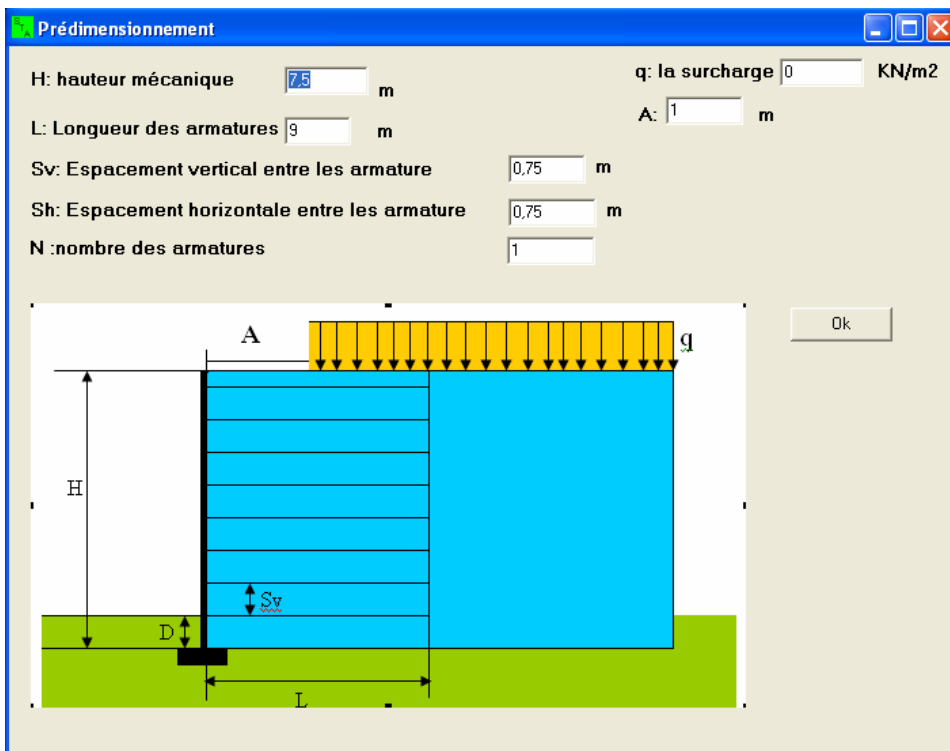 STA Prédimensionnement
H: hauteur mécanique 7,5 m
q: la surcharge 0 KN/m2
L: Longueur des armatures 9 m
A: 1 m
Sv: Espacement vertical entre les armature 0,75 m
Sh: Espacement horizontale entre les armature 0,75 m
N :nombre des armatures 1
Ok
A
q
H
Sv
D
L